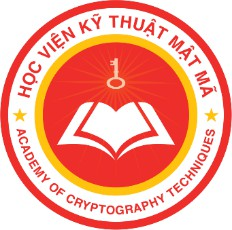 HỌC VIỆN KỸ THUẬT MẬT MÃ
ACADEMY OF CRYPTOGRAPHY TECHNIQUES